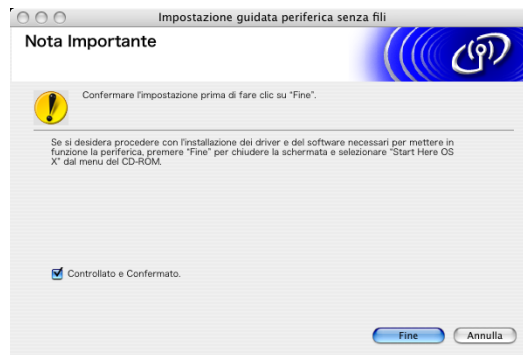 Impostazione guidata periferica senza fili
Nota Importante
Confermare l'impostazione prima di fare clic su "Fine".
Se si desidera procedere con l'installazione dei driver e del software necessari per mettere in
funzione la periferica, premere "Fine" per chiudere la schermata e selezionare "Start Here OS
X" dal menu del CD-ROM.
Controllato e Confermato.
Fine
Annulla